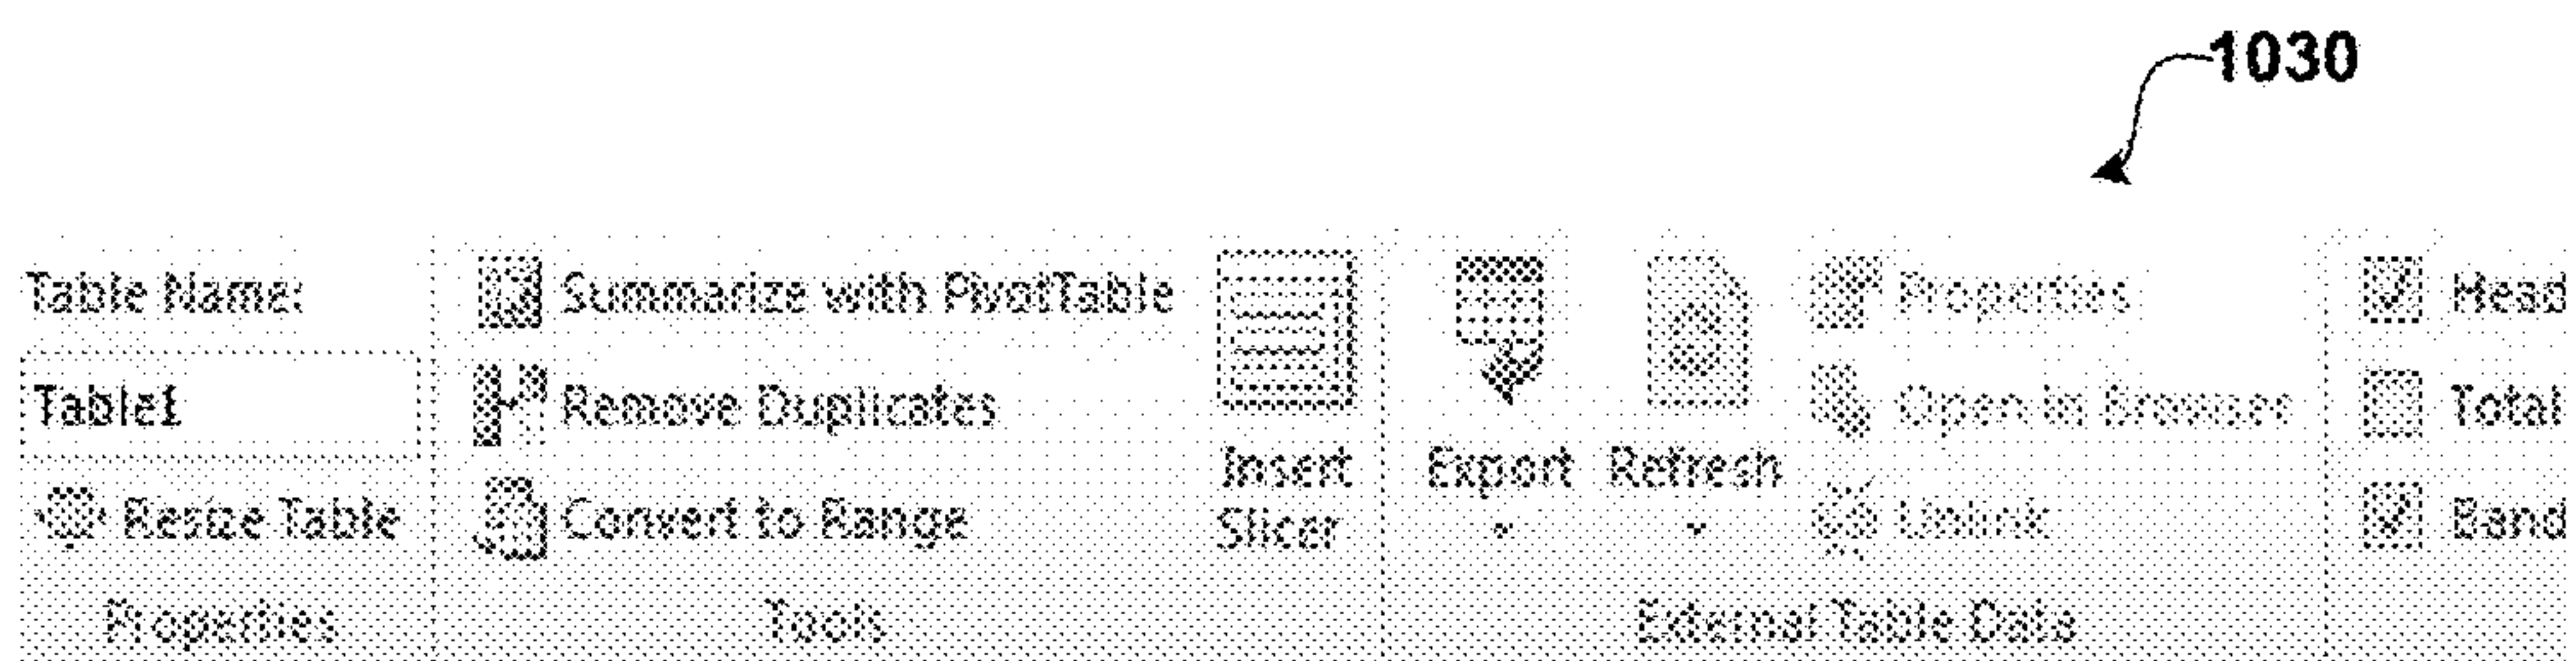 1030
Table Name:
Table1
Resize Table
Properties
Summarize with PivotTable
Remove Duplicates
Convert to Range
Insert
Slicer
Tools
Export
Refresh
Properties
Open in Browser
Unlink
External Table Data
Head
Total
Band